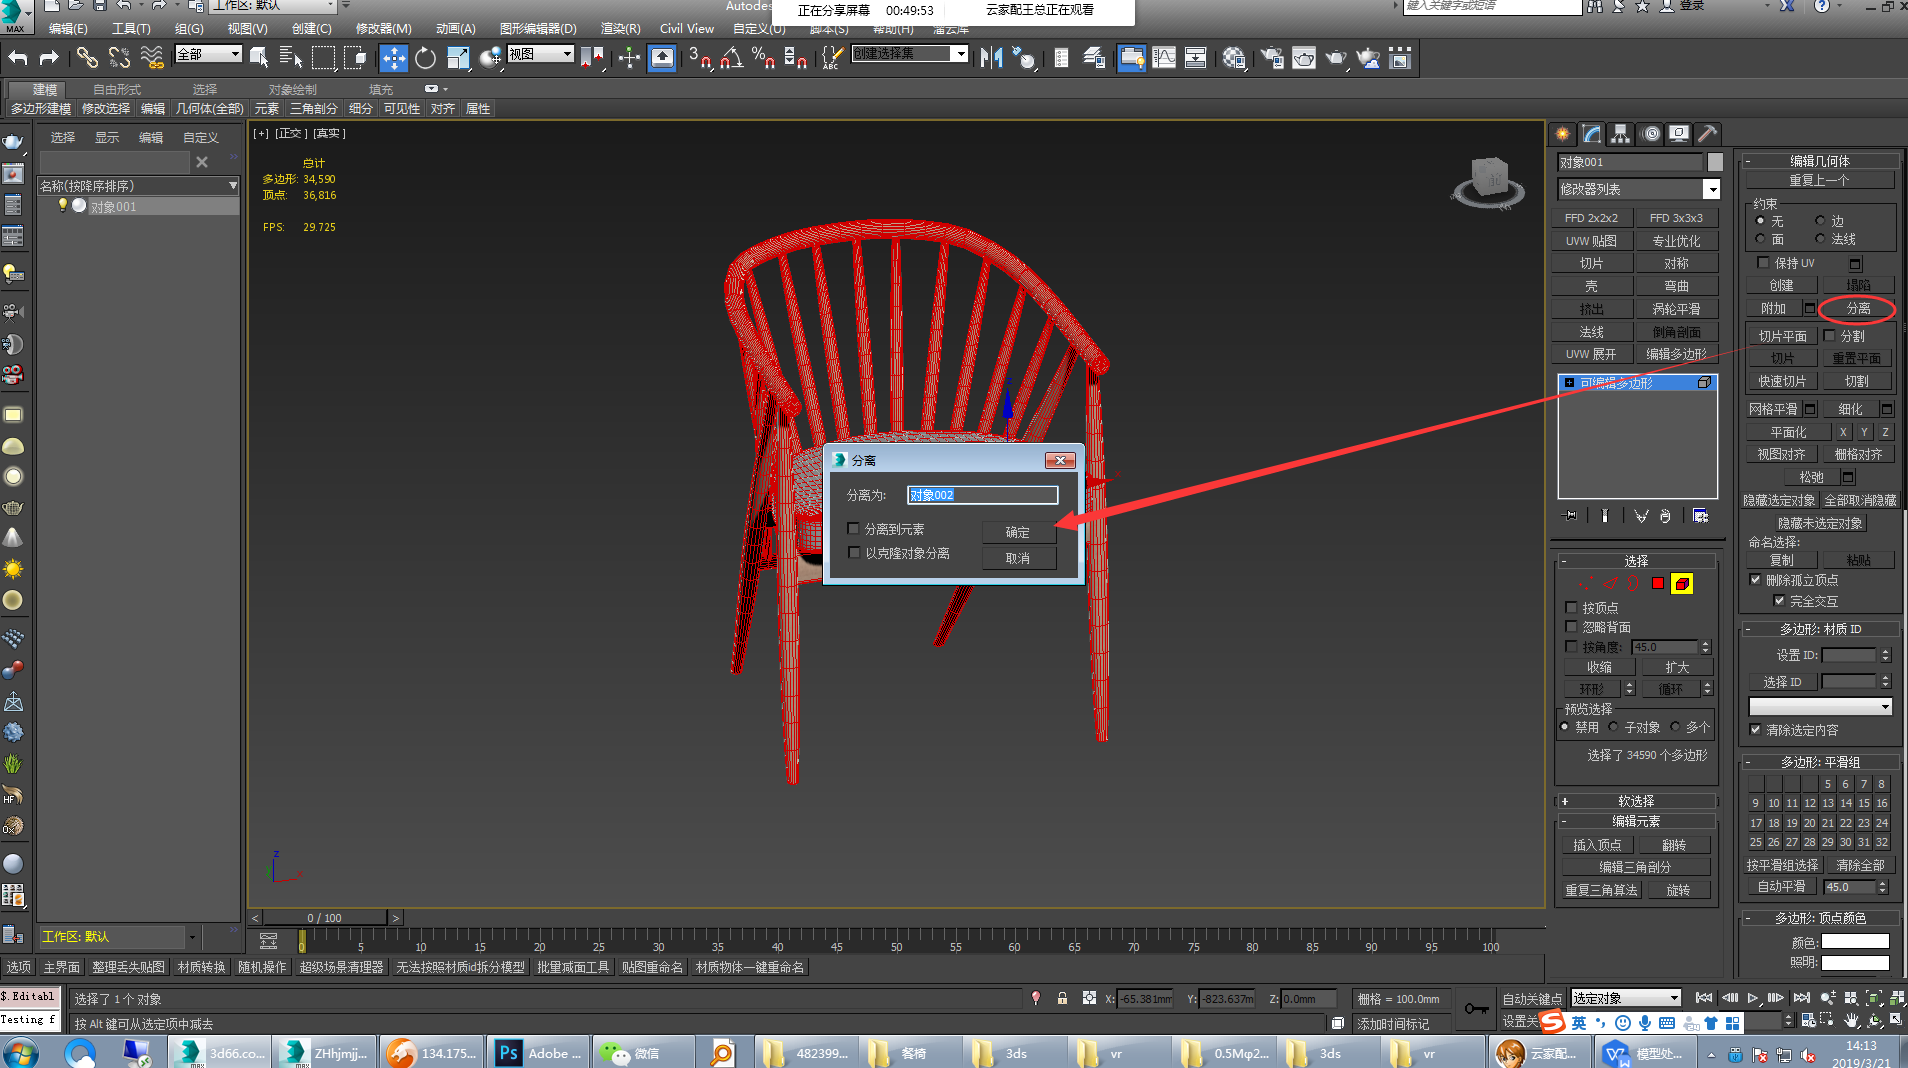 工作区: 默认
Autodes
正在分享屏幕 00:49:53 云家配王总正在观看
键入关键字或短语
登录
MAX
编辑(E) 工具(T) 组(G) 视图(V) 创建(C) 修改器(M) 动画(A) 图形编辑器(D) 渲染(R) Civil View 自定义(U) 脚本(S) 帮助(H) 溜云库
全部
视图
创建选择集
建模 自由形式 选择 对象绘制 填充
多边形建模 修改选择 编辑 几何体(全部) 元素 三角剖分 细分 可见性 对齐 属性
选择 显示 编辑 自定义
名称(按降序排序)
对象001
[+] [正交] [真实]
总计
多边形: 34,590
顶点: 36,816
FPS: 29.725
分离
分离为: 对象002
分离到元素
以克隆对象分离
确定
取消
对象001
修改器列表
FFD 2x2x2 FFD 3x3x3
UVW 贴图 专业优化
切片 对称
壳 弯曲
挤出 涡轮平滑
法线 倒角剖面
UVW 展开 编辑多边形
可编辑多边形
选择
按顶点
忽略背面
按角度: 45.0
收缩 扩大
环形 循环
预览选择
禁用 子对象 多个
选择了 34590 个多边形
软选择
编辑元素
插入顶点 翻转
编辑三角剖分
重复三角算法 旋转
编辑几何体
重复上一个
约束
无 边
面 法线
保持 UV
创建 塌陷
附加 分离
切片平面 分割
切片 重置平面
快速切片 切割
网格平滑 细化
平面化 X Y Z
视图对齐 栅格对齐
松弛
隐藏选定对象 全部取消隐藏
隐藏未选定对象
命名选择:
复制 粘贴
删除孤立顶点
完全交互
多边形: 材质 ID
设置 ID:
选择 ID
清除选定内容
多边形: 平滑组
5 6 7 8
9 10 11 12 13 14 15 16
17 18 19 20 21 22 23 24
25 26 27 28 29 30 31 32
按平滑组选择 清除全部
自动平滑 45.0
多边形: 顶点颜色
颜色:
照明:
0 / 100
工作区: 默认
0 5 10 15 20 25 30 35 40 45 50 55 60 65 70 75 80 85 90 95 100
选项 主界面 整理丢失贴图 材质转换 随机操作 超级场景清理器 无法按照材质id拆分模型 批量减面工具 贴图重命名 材质物体一键重命名
$.Editabl
Testing f
选择了 1 个 对象
按 Alt 键可从选定项中减去
X: -65.381mm Y: -823.637m Z: 0.0mm 栅格 = 100.0mm
添加时间标记
自动关键点 选定对象
设置关
英
3d66.co... ZHhjmjj... 134.175... Adobe ... 微信 482399... 餐椅 3ds vr 0.5Mφ2... 3ds vr 云家配... 模型处...
14:13
2019/3/21